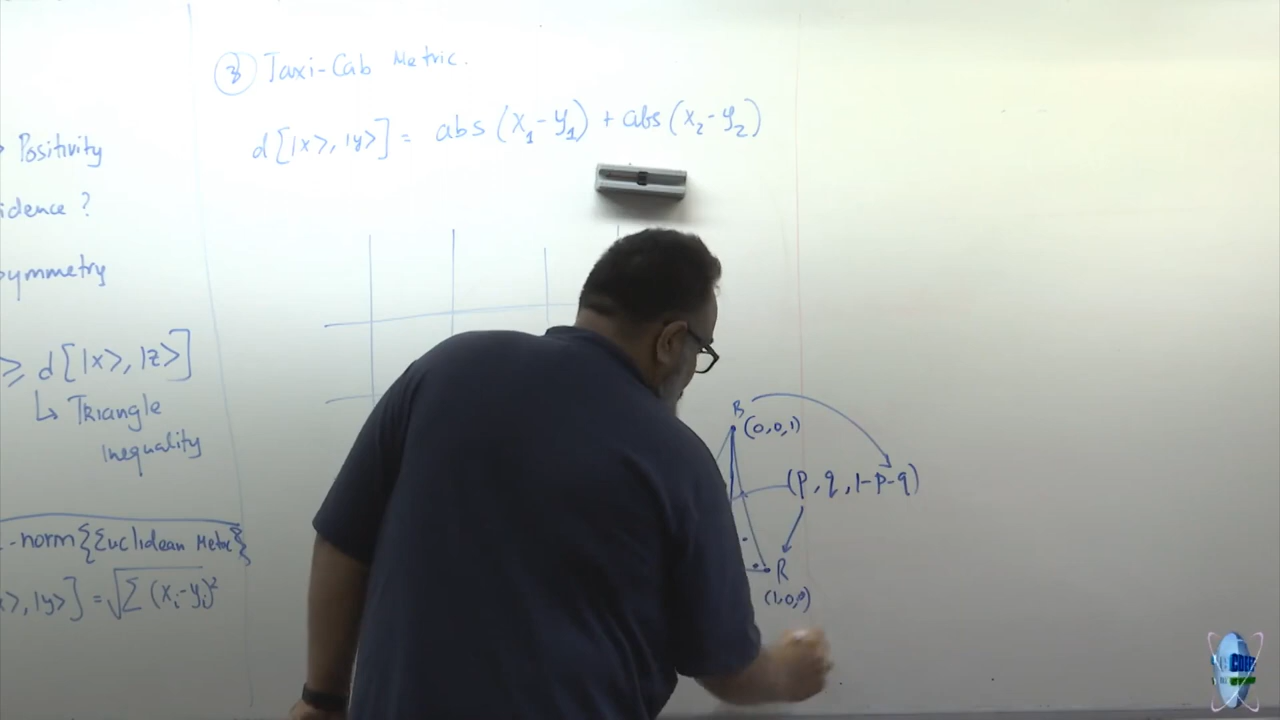 Positivity
idence ?
ymmetry
≥ d[|x>, |z>]
↳ Triangle
inequality
-norm{Euclidean Metric}
>, |y>] = √Σ (xᵢ-yᵢ)²
③ Taxi-Cab Metric.
d[|x>, |y>] = abs (x₁-y₁) + abs (x₂-y₂)
B
(0,0,1)
(p, q, 1-p-q)
R
(1,0,0)